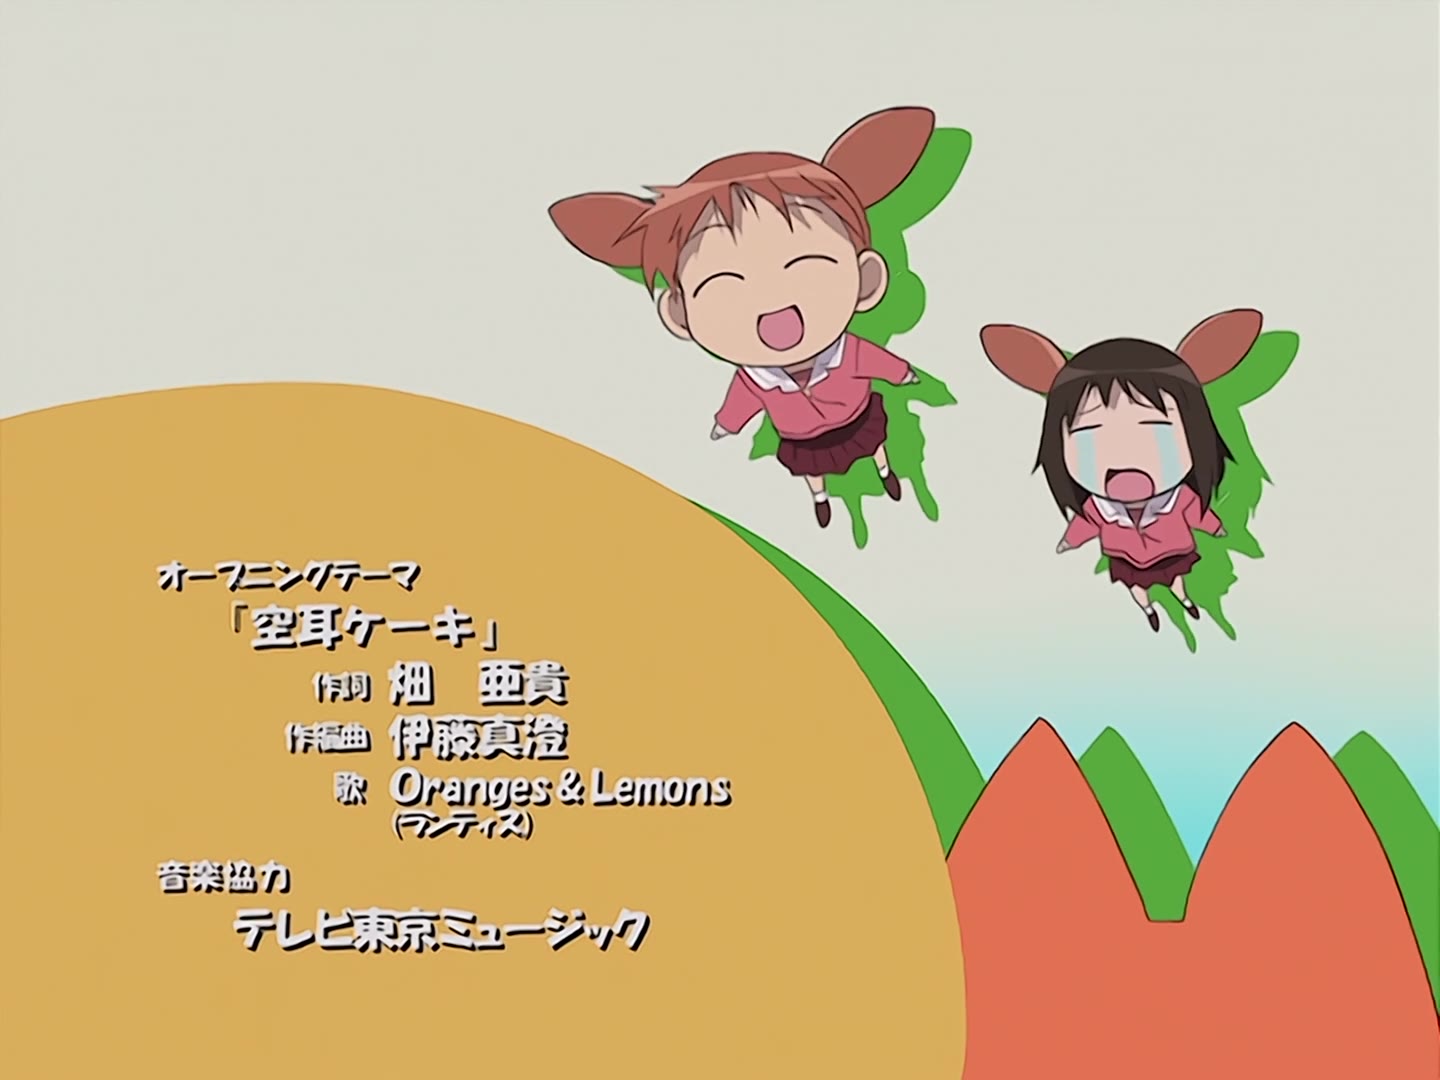 オープニングテーマ
「空耳ケーキ」
作詞 畑 亜貴
作編曲 伊藤真澄
歌 Oranges & Lemons
(ランティス)
音楽協力
テレビ東京ミュージック